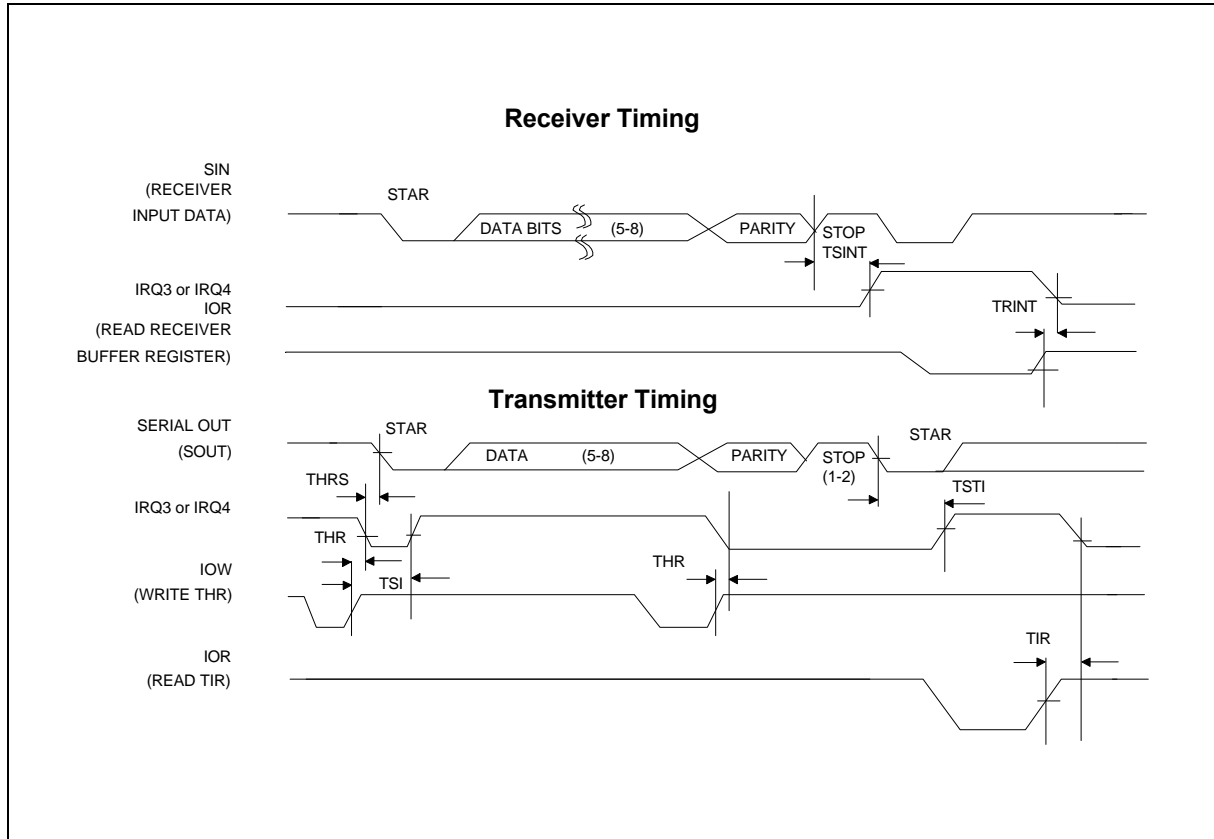 Receiver Timing
SIN
(RECEIVER
INPUT DATA)
STAR
DATA BITS (5-8)
PARITY
STOP
TSINT
IRQ3 or IRQ4
IOR
(READ RECEIVER
BUFFER REGISTER)
TRINT
Transmitter Timing
SERIAL OUT
(SOUT)
STAR
DATA (5-8)
PARITY
STOP
(1-2)
STAR
THRS
TSTI
IRQ3 or IRQ4
THR
THR
IOW
(WRITE THR)
TSI
IOR
(READ TIR)
TIR